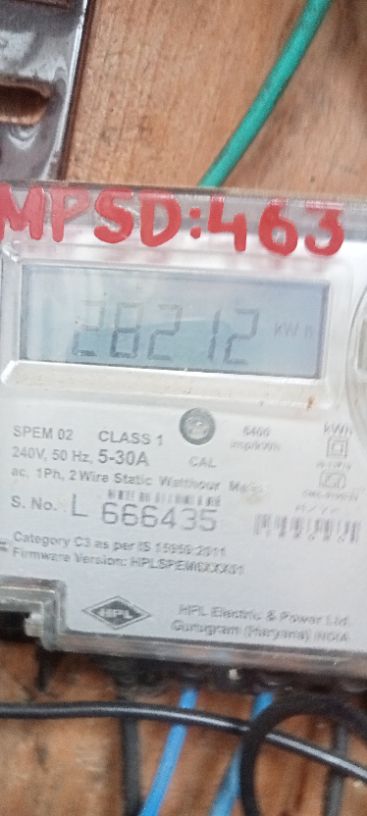 MPSD:463
28212 kWh
SPEM 02 CLASS 1
240V, 50 Hz, 5-30A
6400 imp/kWh
CAL
kWh
ac, 1Ph, 2 Wire Static Watthour Meter
S. No. L 666435
Category C3 as per IS 15959:2011
Firmware Version:
HPL
HPL Electric & Power Ltd.
Gurugram (Haryana) INDIA